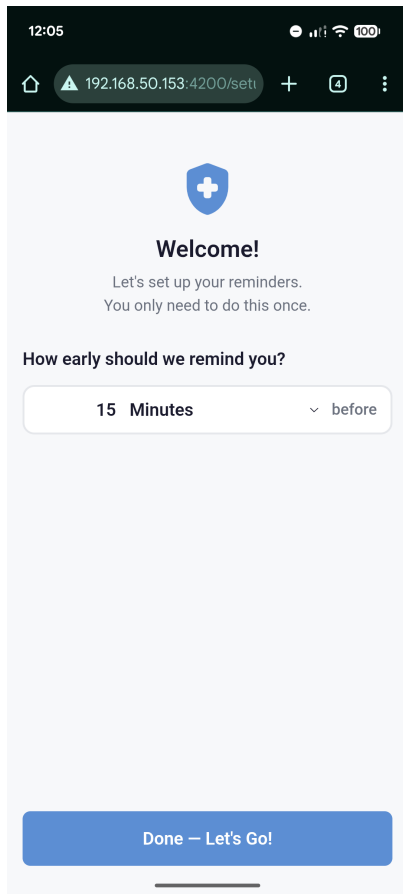 12:05
100
192.168.50.153:4200/setu
4
Welcome!
Let's set up your reminders.
You only need to do this once.
How early should we remind you?
15 Minutes before
Done — Let's Go!